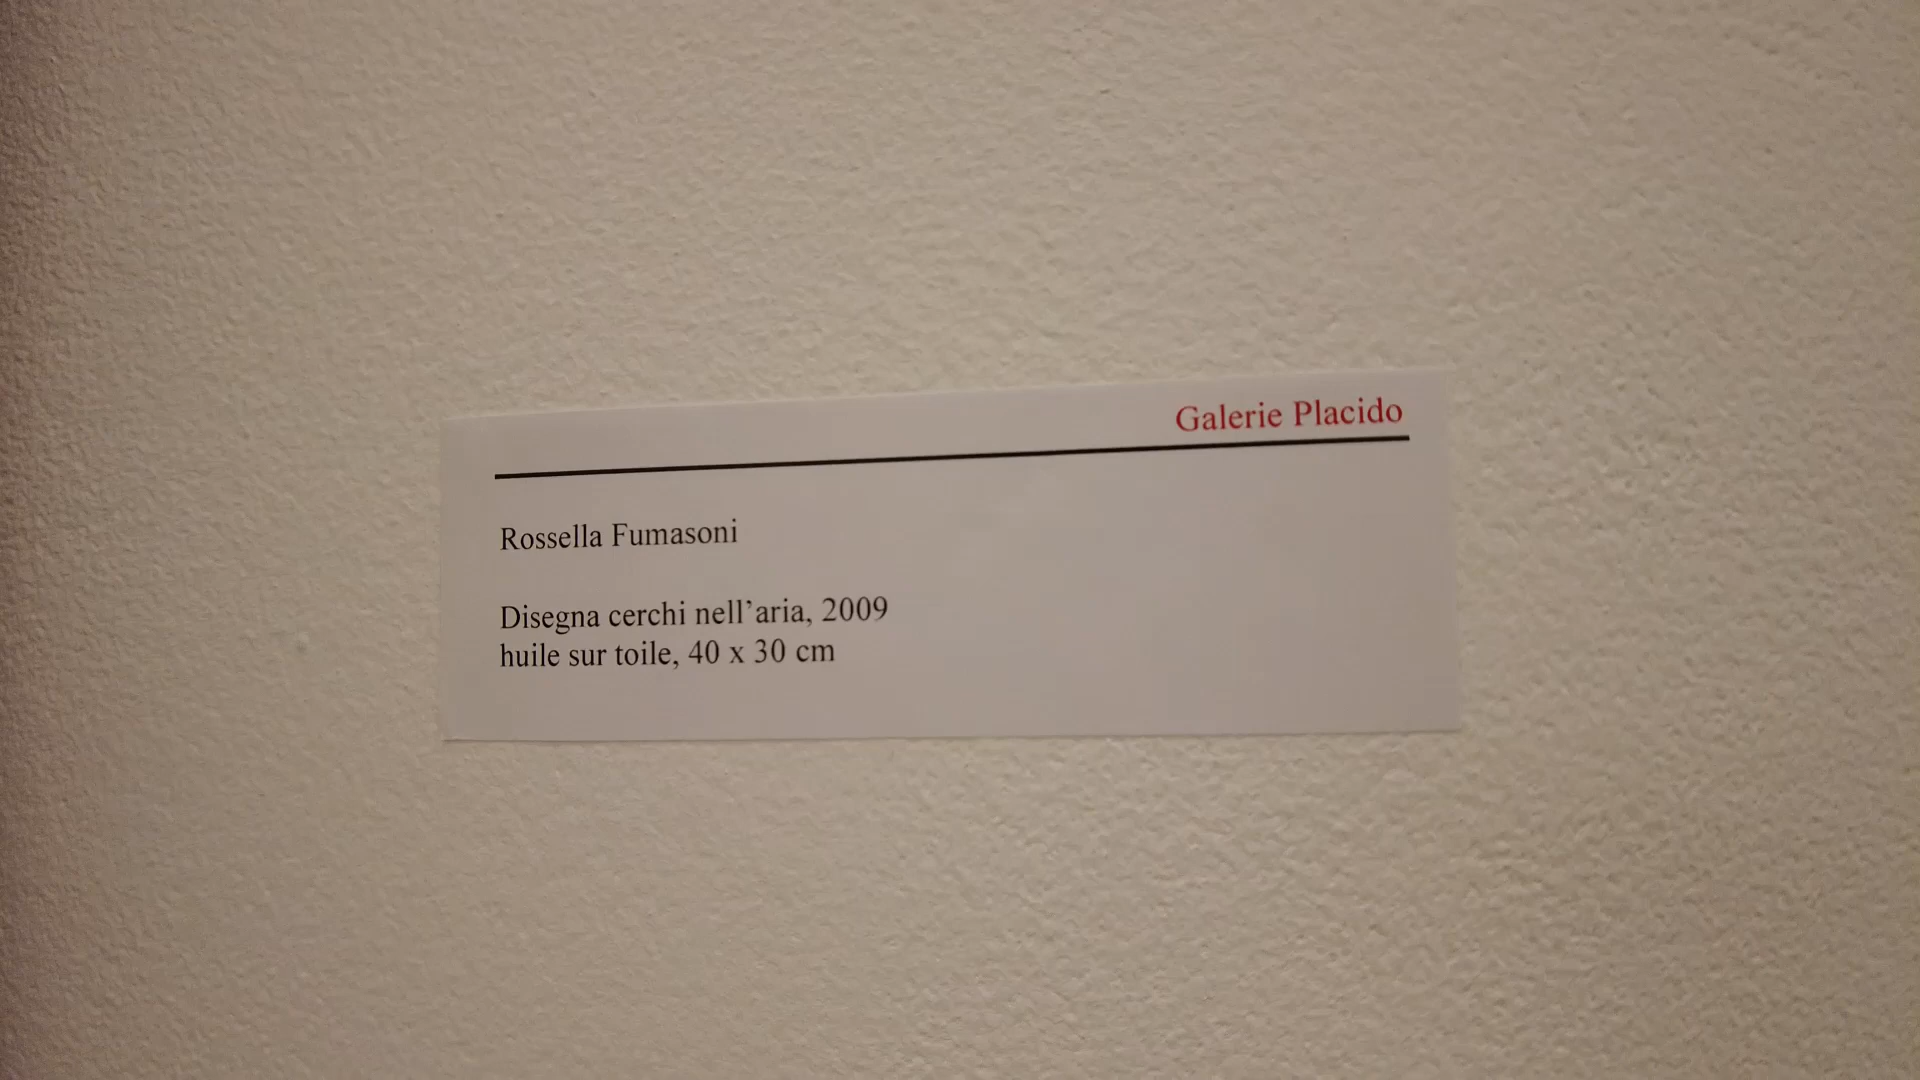 Galerie Placido
Rossella Fumasoni
Disegna cerchi nell’aria, 2009
huile sur toile, 40 x 30 cm